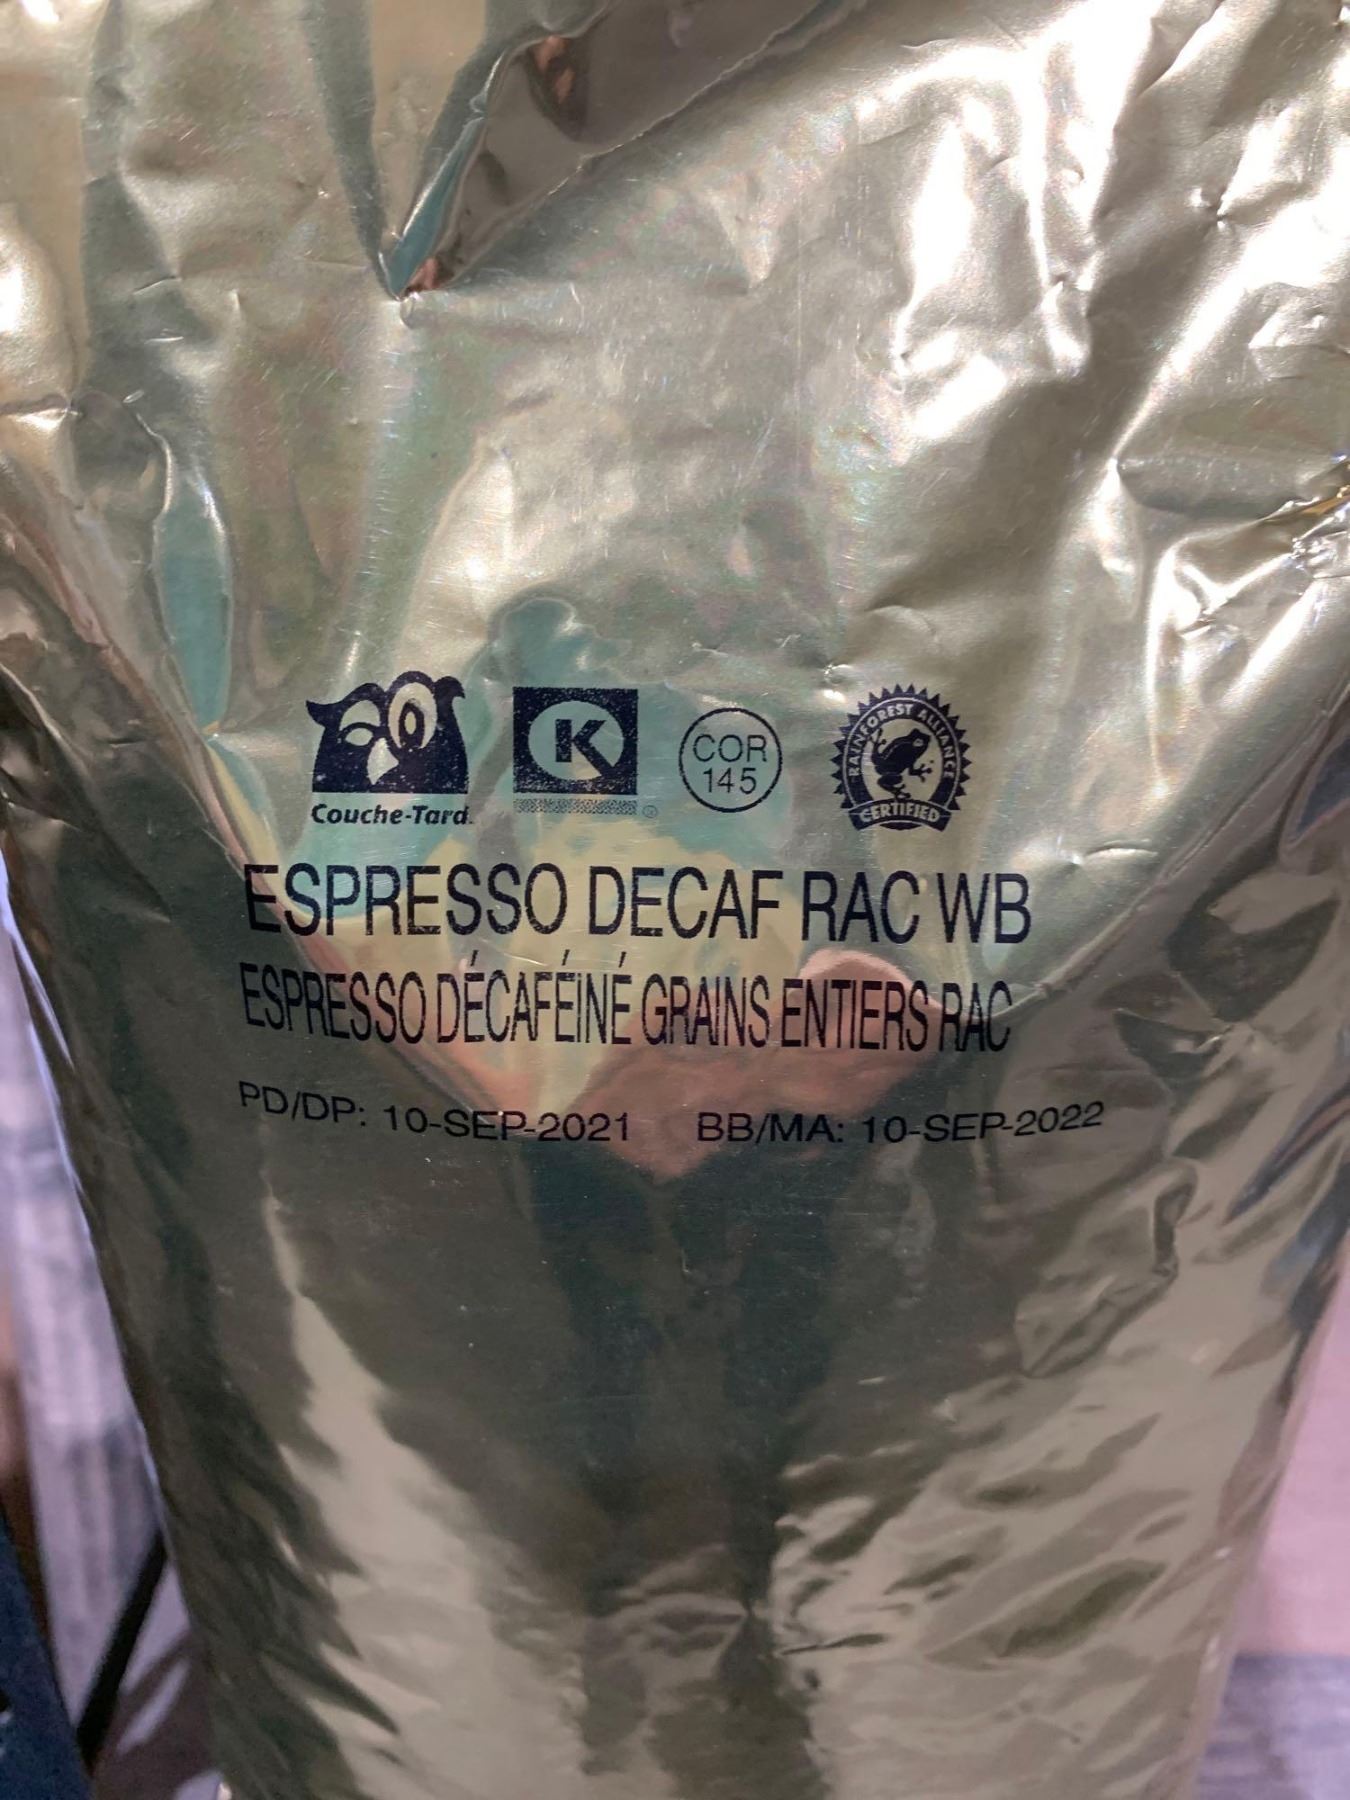 Couche-Tard.
K
COR
145
RAINFOREST ALLIANCE
CERTIFIED
ESPRESSO DECAF RAC WB
ESPRESSO DÉCAFÉINÉ GRAINS ENTIERS RAC
PD/DP: 10-SEP-2021 BB/MA: 10-SEP-2022